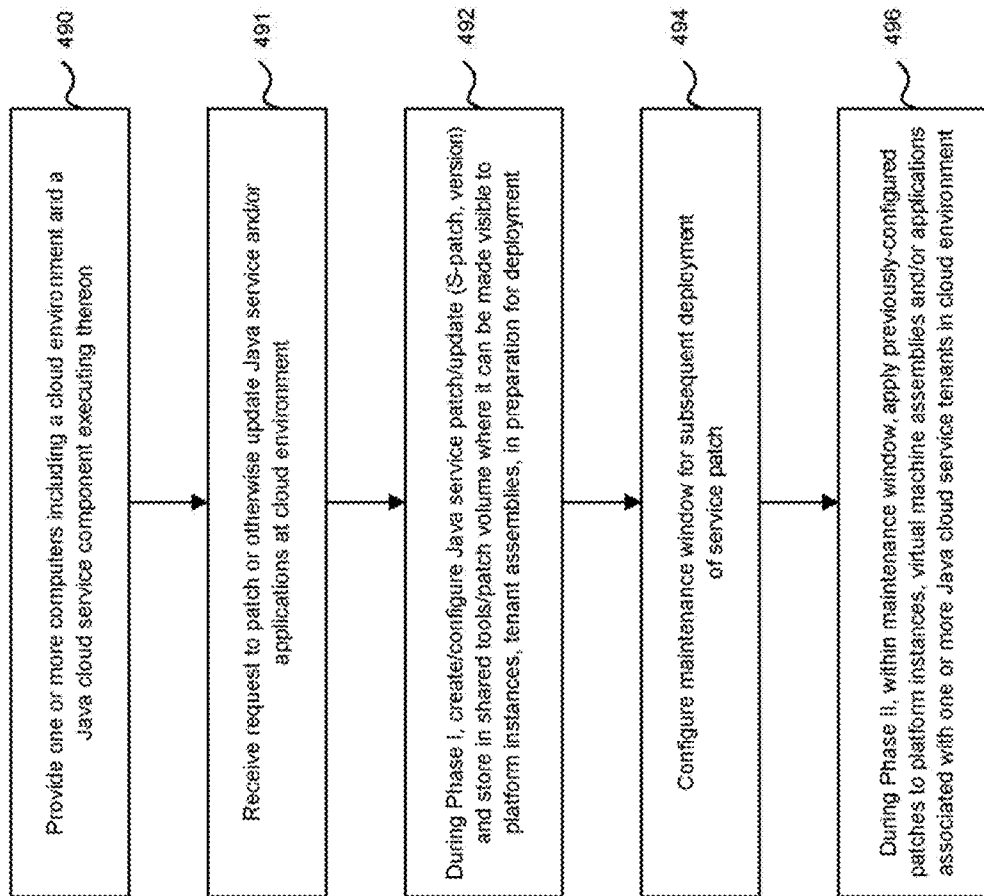 490
Provide one or more computers including a cloud environment and a
Java cloud service component executing thereon
491
Receive request to patch or otherwise update Java service and/or
applications at cloud environment
492
During Phase I, create/configure Java service patch/update (S-patch, version)
and store in shared tools/patch volume where it can be made visible to
platform instances, tenant assemblies, in preparation for deployment
494
Configure maintenance window for subsequent deployment
of service patch
496
During Phase II, within maintenance window, apply previously-configured
patches to platform instances, virtual machine assemblies and/or applications
associated with one or more Java cloud service tenants in cloud environment